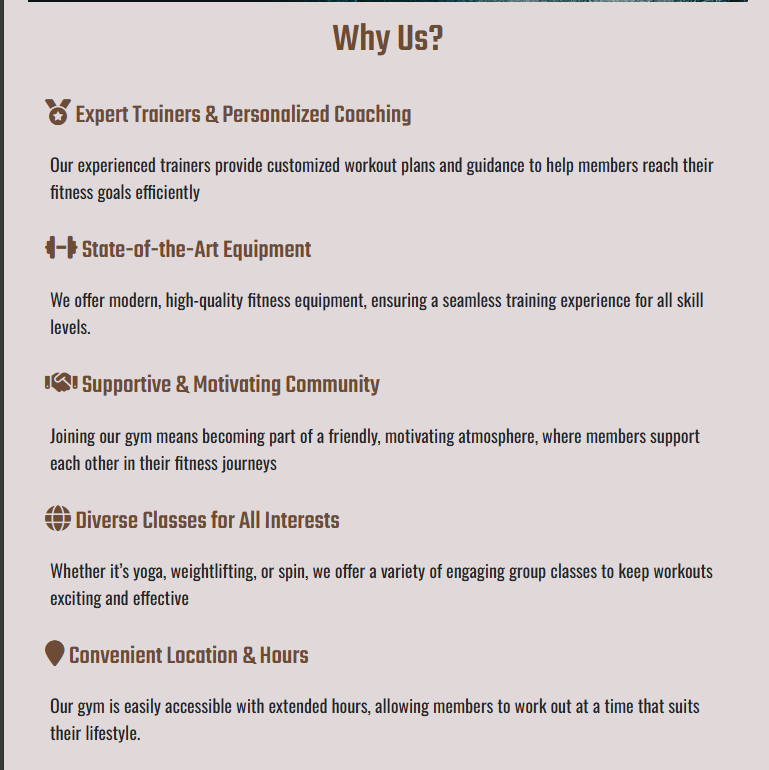 Why Us?
Expert Trainers & Personalized Coaching
Our experienced trainers provide customized workout plans and guidance to help members reach their
fitness goals efficiently
State-of-the-Art Equipment
We offer modern, high-quality fitness equipment, ensuring a seamless training experience for all skill
levels.
Supportive & Motivating Community
Joining our gym means becoming part of a friendly, motivating atmosphere, where members support
each other in their fitness journeys
Diverse Classes for All Interests
Whether it’s yoga, weightlifting, or spin, we offer a variety of engaging group classes to keep workouts
exciting and effective
Convenient Location & Hours
Our gym is easily accessible with extended hours, allowing members to work out at a time that suits
their lifestyle.